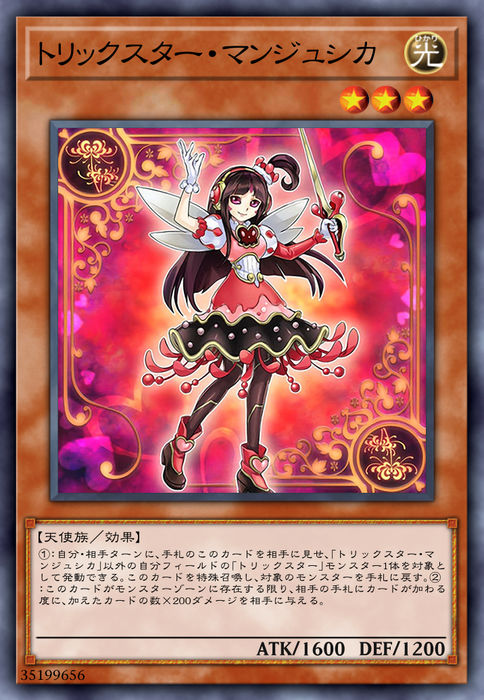 トリックスター・マンジュシカ
ひかり
光
【天使族／効果】
①：自分・相手ターンに、手札のこのカードを相手に見せ、「トリックスター・マ
ンジュシカ」以外の自分フィールドの「トリックスター」モンスター1体を対象と
して発動できる。このカードを特殊召喚し、対象のモンスターを手札に戻す。②
：このカードがモンスターゾーンに存在する限り、相手の手札にカードが加わる
度に、加えたカードの数×200ダメージを相手に与える。
ATK/1600 DEF/1200
35199656